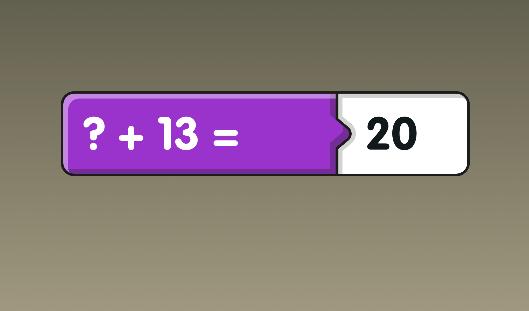 ? + 13 = 20